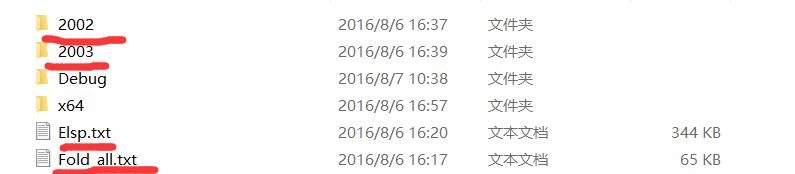 2002 2016/8/6 16:37 文件夹
2003 2016/8/6 16:39 文件夹
Debug 2016/8/7 10:38 文件夹
x64 2016/8/6 16:57 文件夹
Elsp.txt 2016/8/6 16:20 文本文档 344 KB
Fold_all.txt 2016/8/6 16:17 文本文档 65 KB